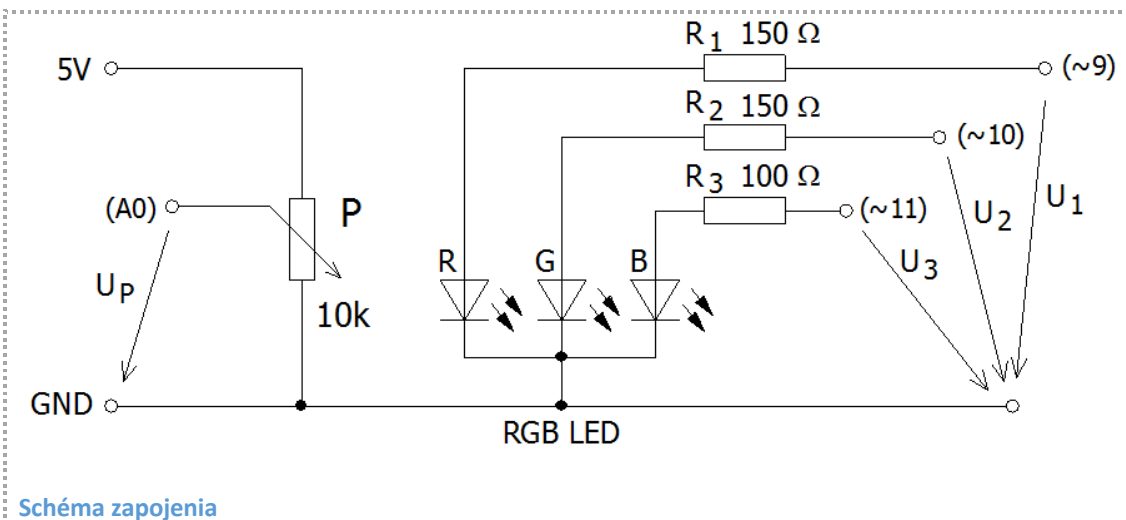 R1 150 Ω
5V
(~9)
R2 150 Ω
(~10)
R3 100 Ω
(A0)
P
(~11)
U1
U2
U3
R
G
B
UP
10k
GND
RGB LED
Schéma zapojenia